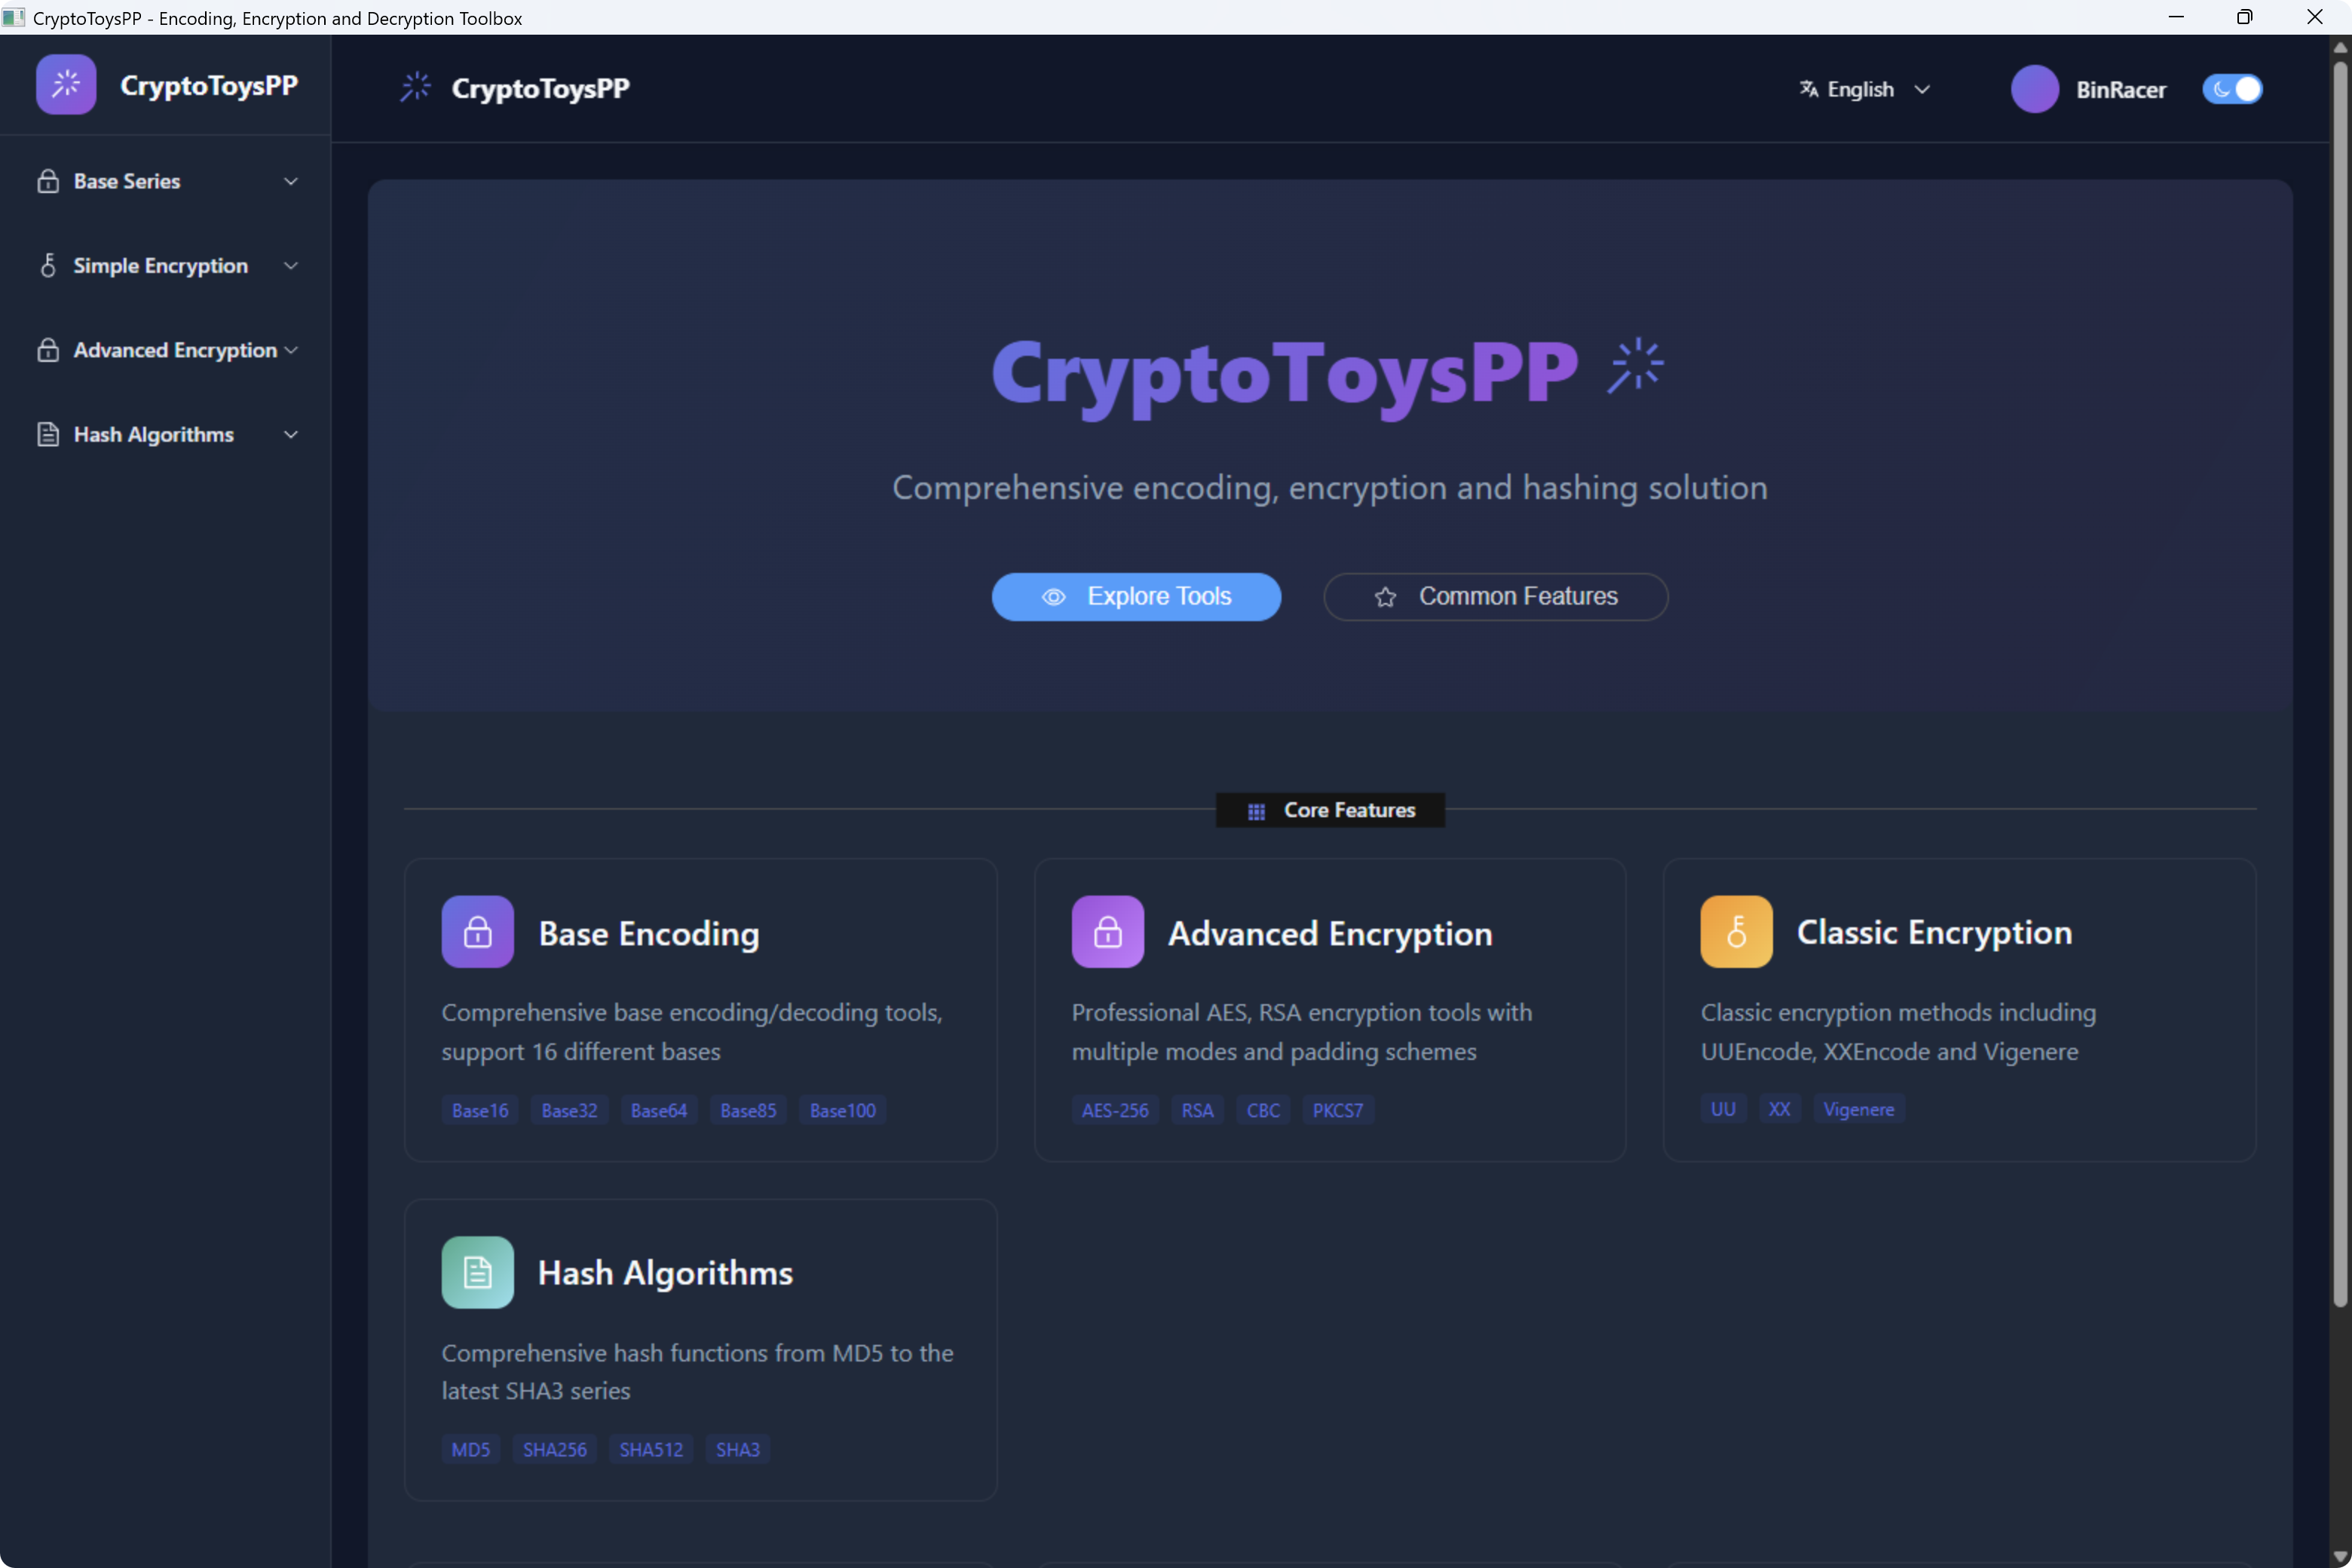 CryptoToysPP - Encoding, Encryption and Decryption Toolbox
CryptoToysPP
Base Series
Simple Encryption
Advanced Encryption
Hash Algorithms
CryptoToysPP
English
BinRacer
CryptoToysPP
Comprehensive encoding, encryption and hashing solution
Explore Tools
Common Features
Core Features
Base Encoding
Comprehensive base encoding/decoding tools,
support 16 different bases
Base16 Base32 Base64 Base85 Base100
Advanced Encryption
Professional AES, RSA encryption tools with
multiple modes and padding schemes
AES-256 RSA CBC PKCS7
Classic Encryption
Classic encryption methods including
UUEncode, XXEncode and Vigenere
UU XX Vigenere
Hash Algorithms
Comprehensive hash functions from MD5 to the
latest SHA3 series
MD5 SHA256 SHA512 SHA3